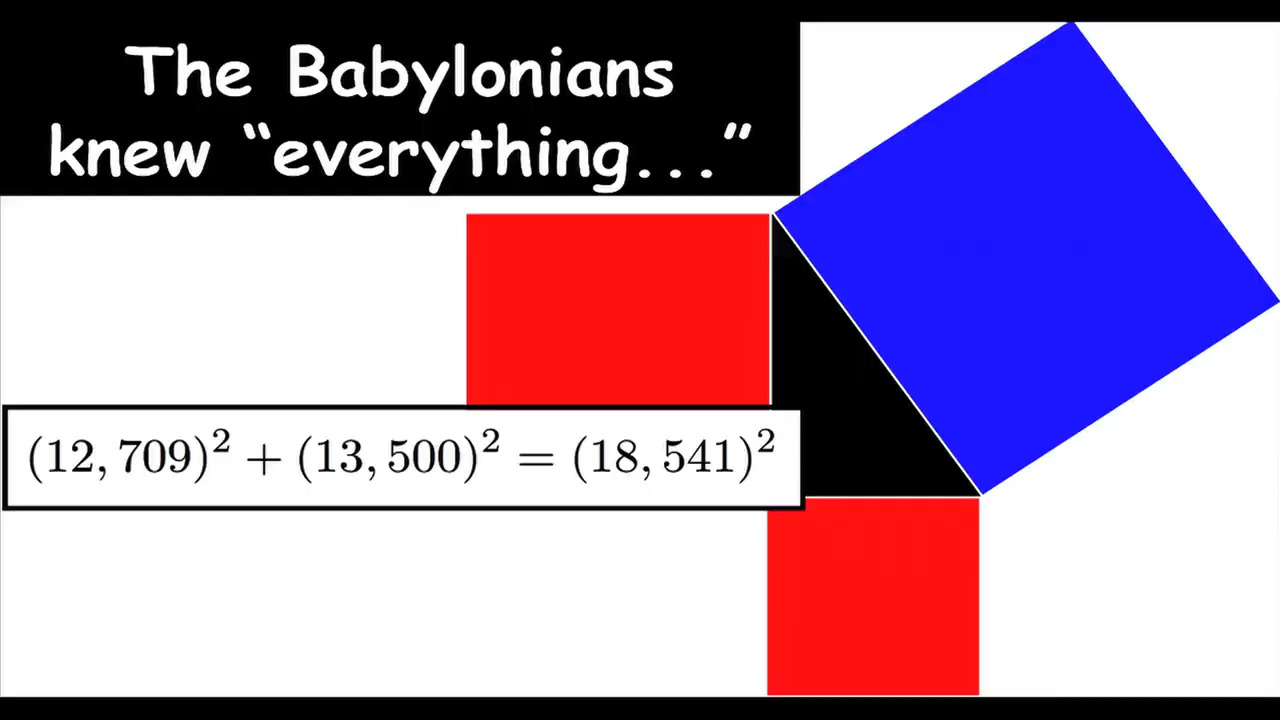 The Babylonians
knew “everything...”
(12, 709)² + (13, 500)² = (18, 541)²